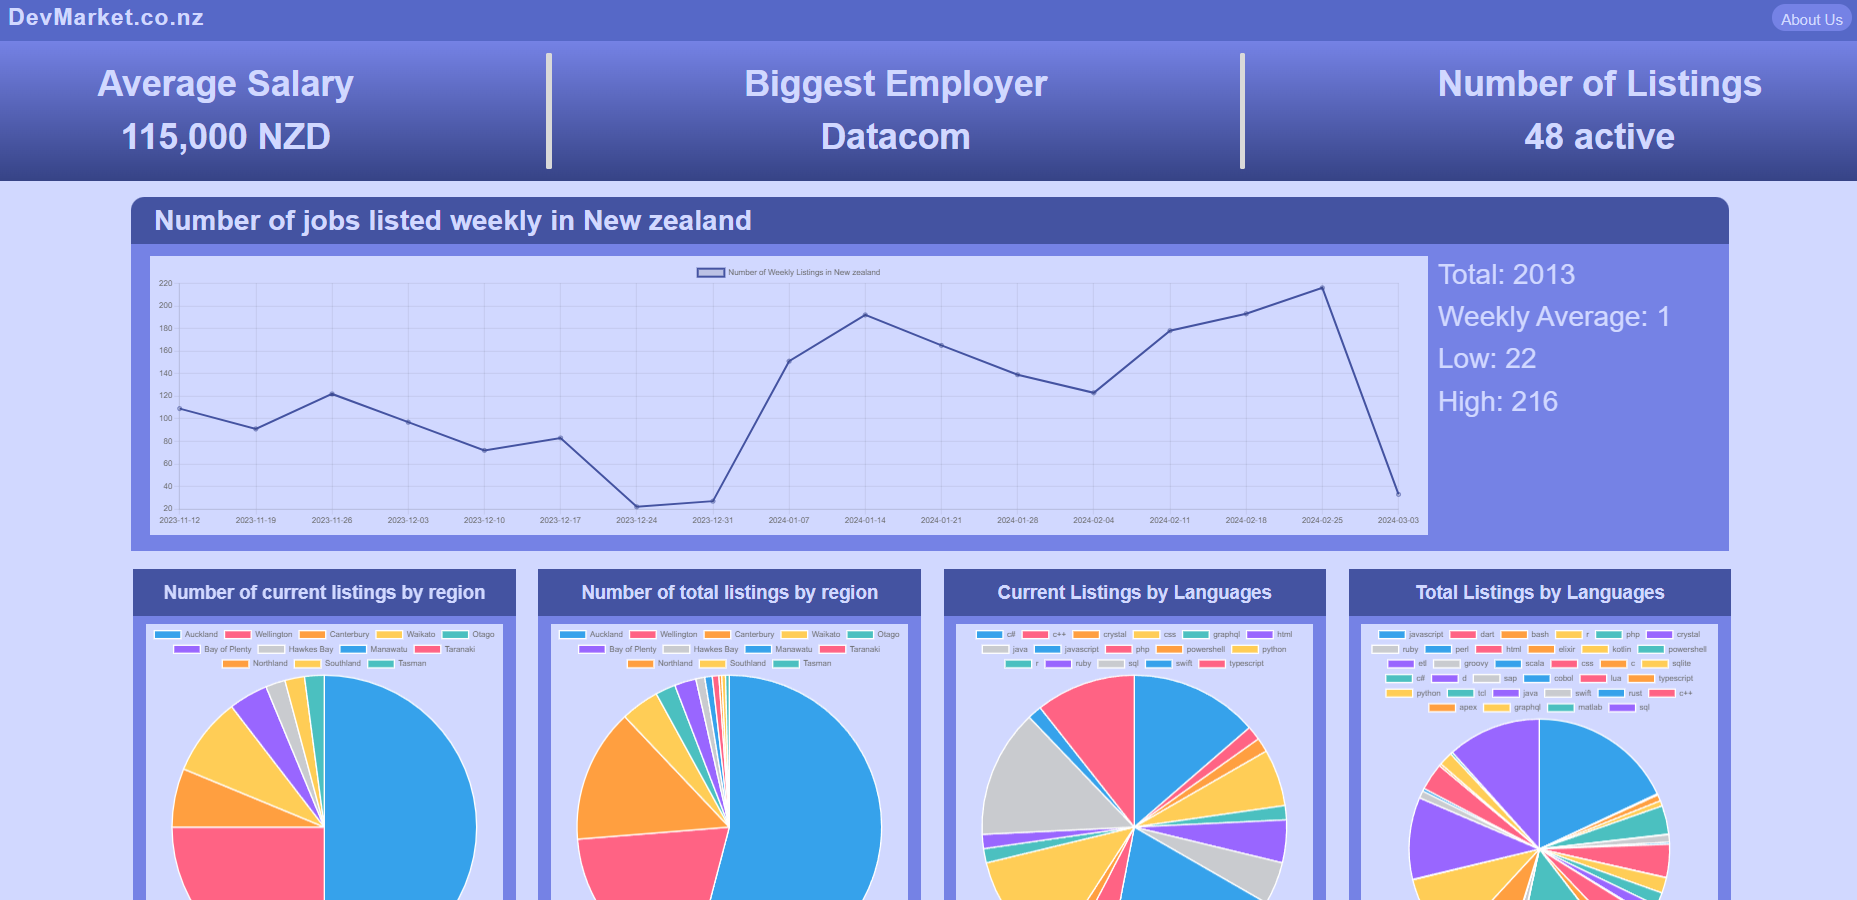 DevMarket.co.nz
About Us
Average Salary
115,000 NZD
Biggest Employer
Datacom
Number of Listings
48 active
Number of jobs listed weekly in New zealand
Number of Weekly Listings in New zealand
220
200
180
160
140
120
100
80
60
40
20
2023-11-12 2023-11-19 2023-11-26 2023-12-03 2023-12-10 2023-12-17 2023-12-24 2023-12-31 2024-01-07 2024-01-14 2024-01-21 2024-01-28 2024-02-04 2024-02-11 2024-02-18 2024-02-25 2024-03-03
Total: 2013
Weekly Average: 1
Low: 22
High: 216
Number of current listings by region
Auckland Wellington Canterbury Waikato Otago
Bay of Plenty Hawkes Bay Manawatu Taranaki
Northland Southland Tasman
Number of total listings by region
Auckland Wellington Canterbury Waikato Otago
Bay of Plenty Hawkes Bay Manawatu Taranaki
Northland Southland Tasman
Current Listings by Languages
c# c++ crystal css graphql html
java javascript php powershell python
r ruby sql swift typescript
Total Listings by Languages
javascript dart bash r php crystal
ruby perl html elixir kotlin powershell
etl groovy scala css c sqlite
c# d sap cobol lua typescript
python tcl java swift rust c++
apex graphql matlab sql